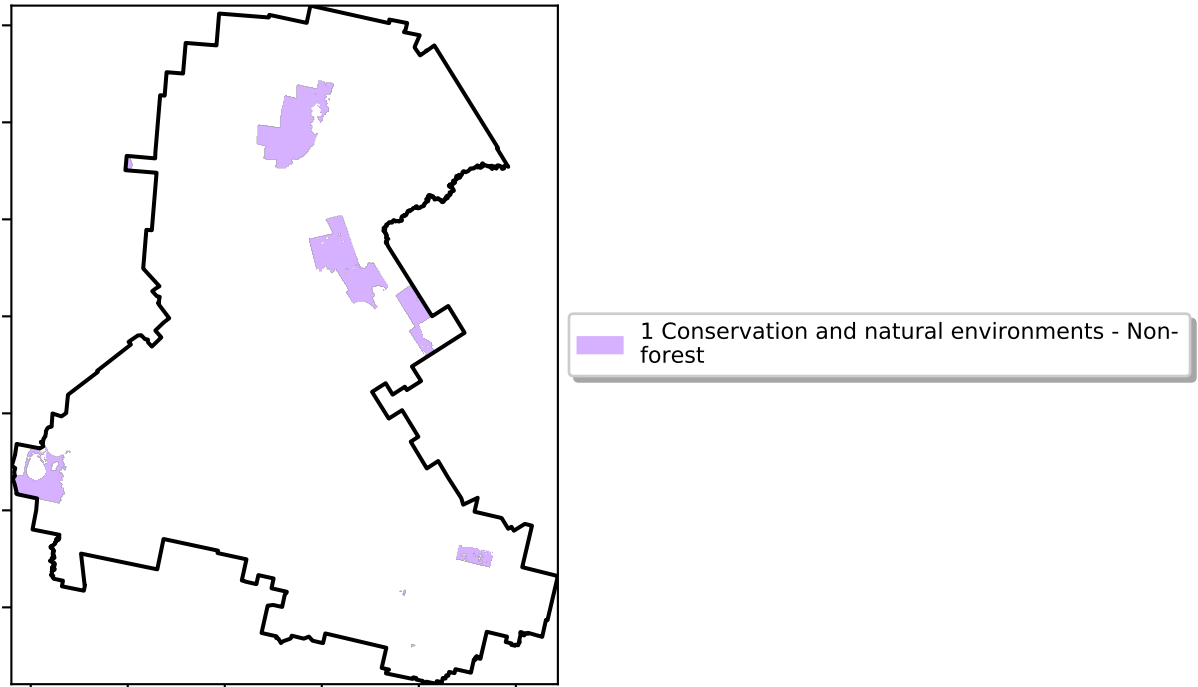 1 Conservation and natural environments - Non-
forest